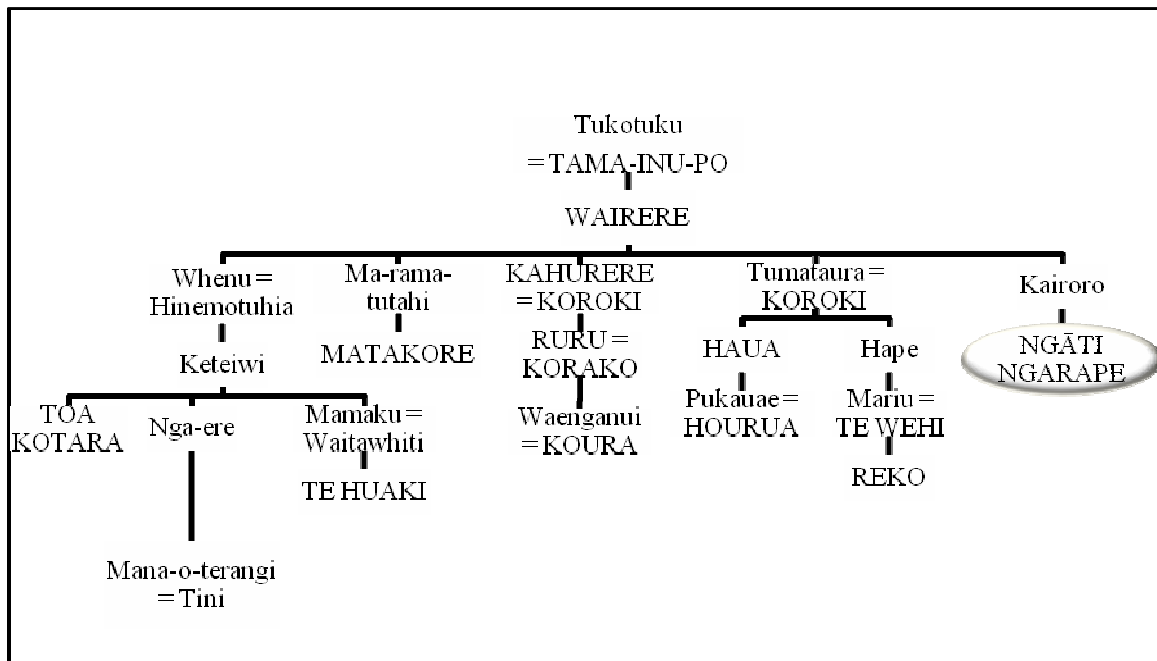 Tukotuku
= TAMA-INU-PO
WAIRERE
Whenu =
Hinemotuhia
Ma-rama-
tutahi
KAHURERE
= KOROKI
Tumataura =
KOROKI
Kairoro
Keteiwi
MATAKORE
RURU =
KORAKO
HAUA
Hape
NGĀTI
NGARAPE
TOA
KOTARA
Nga-ere
Mamaku =
Waitawhiti
Waenganui
= KOURA
Pukauae =
HOURUA
Mariu =
TE WEHI
TE HUAKI
REKO
Mana-o-terangi
= Tini